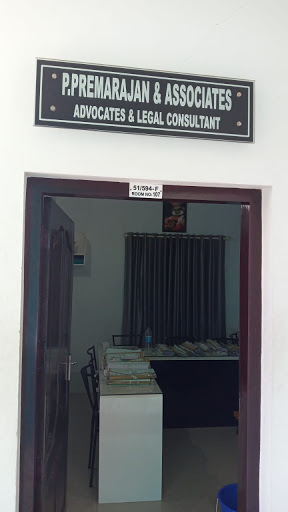 P.PREMARAJAN & ASSOCIATES
ADVOCATES & LEGAL CONSULTANT
51/594-F
ROOM NO: 107